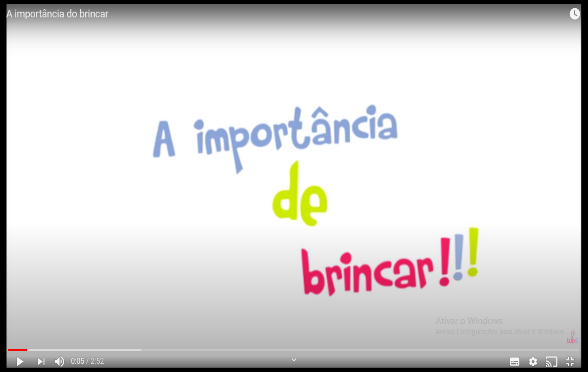 A importância do brincar
A importância
de
brincar!!!
Ativar o Windows
0:05 / 2:52